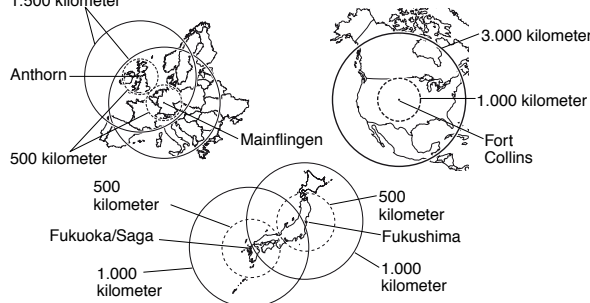 1.500 kilometer
Anthorn
500 kilometer
Mainflingen
3.000 kilometer
1.000 kilometer
Fort
Collins
500
kilometer
Fukuoka/Saga
1.000
kilometer
500
kilometer
Fukushima
1.000
kilometer